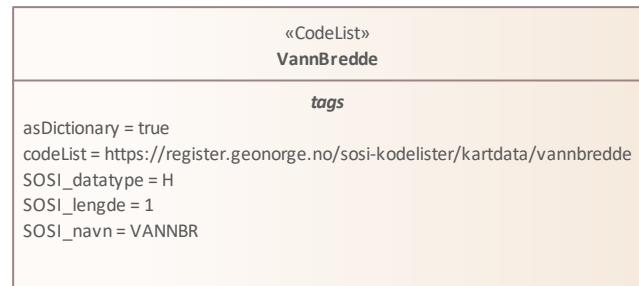 «CodeList»
VannBredde
tags
asDictionary = true
codeList = https://register.geonorge.no/sosi-kodelister/kartdata/vannbredde
SOSI_datatype = H
SOSI_lengde = 1
SOSI_navn = VANNBR